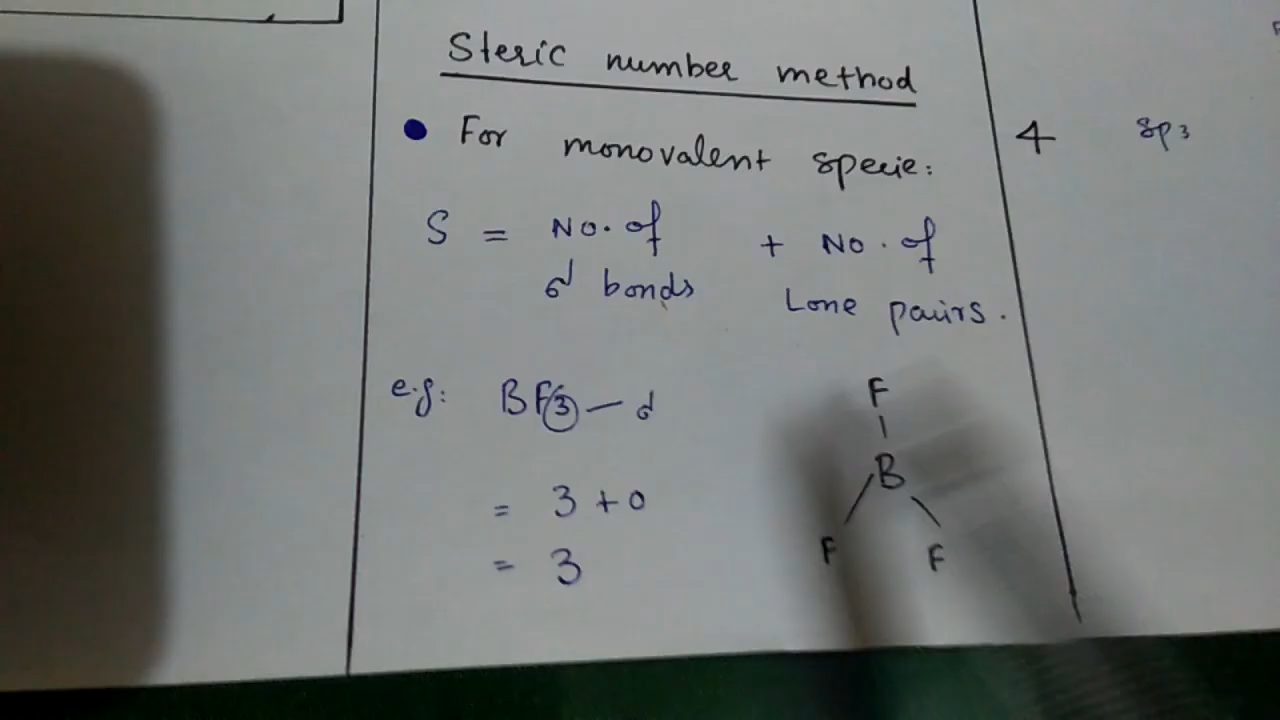 Steric number method
• For monovalent specie:
S = No. of + No. of
σ bonds Lone pairs.
e.g: BF3 — σ
= 3 + 0
= 3
F
B
F F
4 sp3